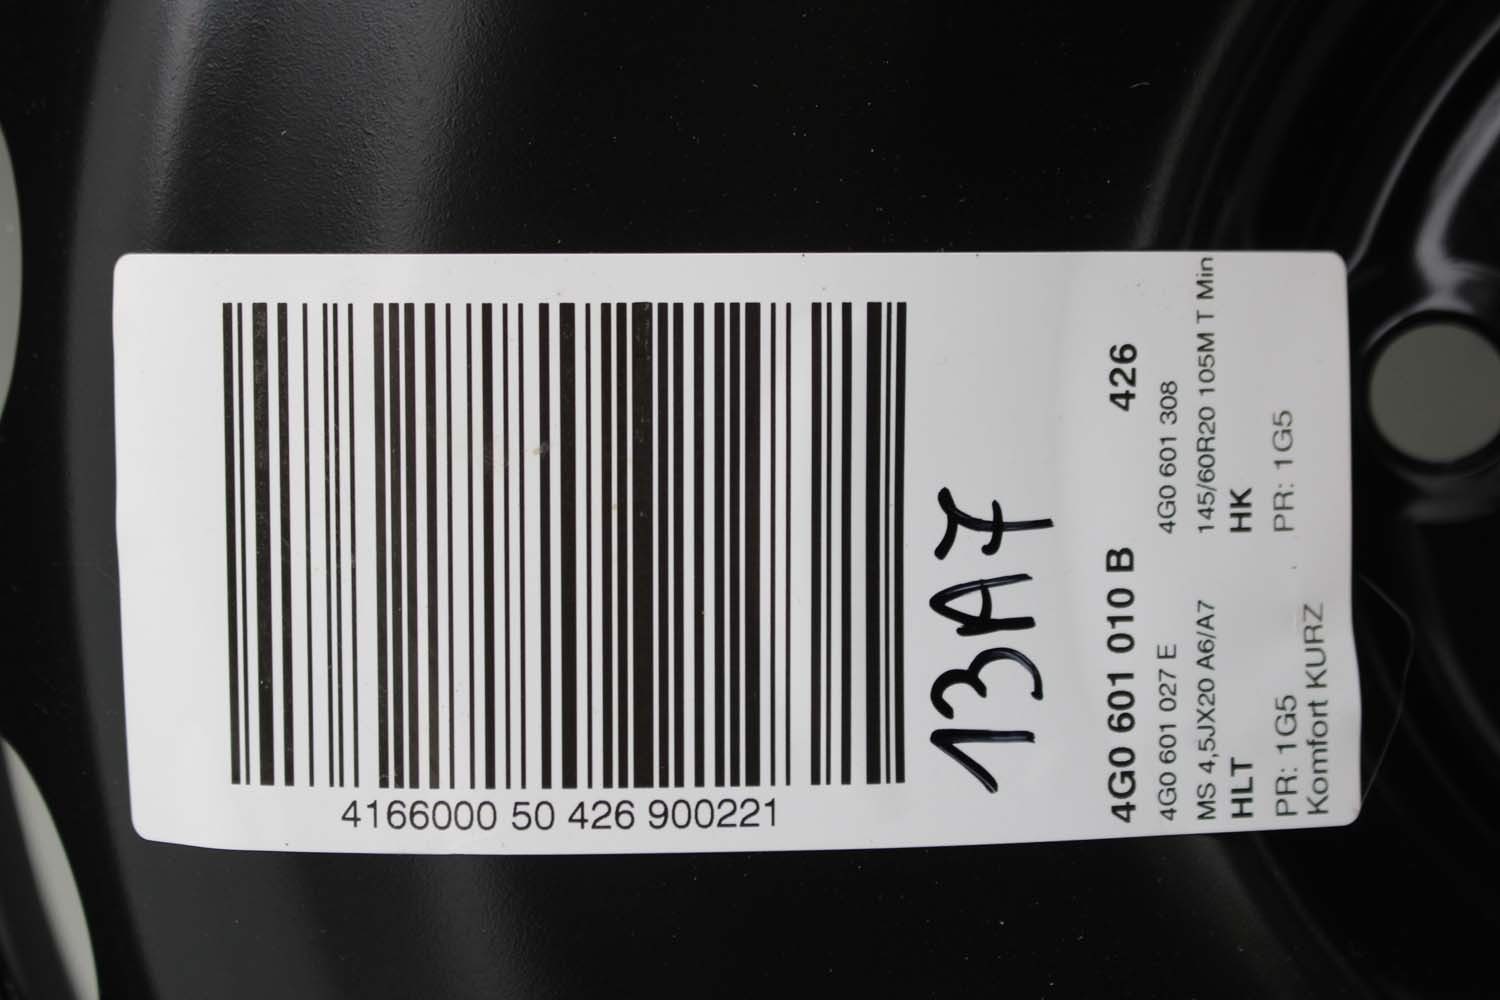 4166000 50 426 900221
13A7
4G0 601 010 B 426
4G0 601 027 E 4G0 601 308
MS 4,5JX20 A6/A7 145/60R20 105M T Min
HLT HK
PR: 1G5 PR: 1G5
Komfort KURZ